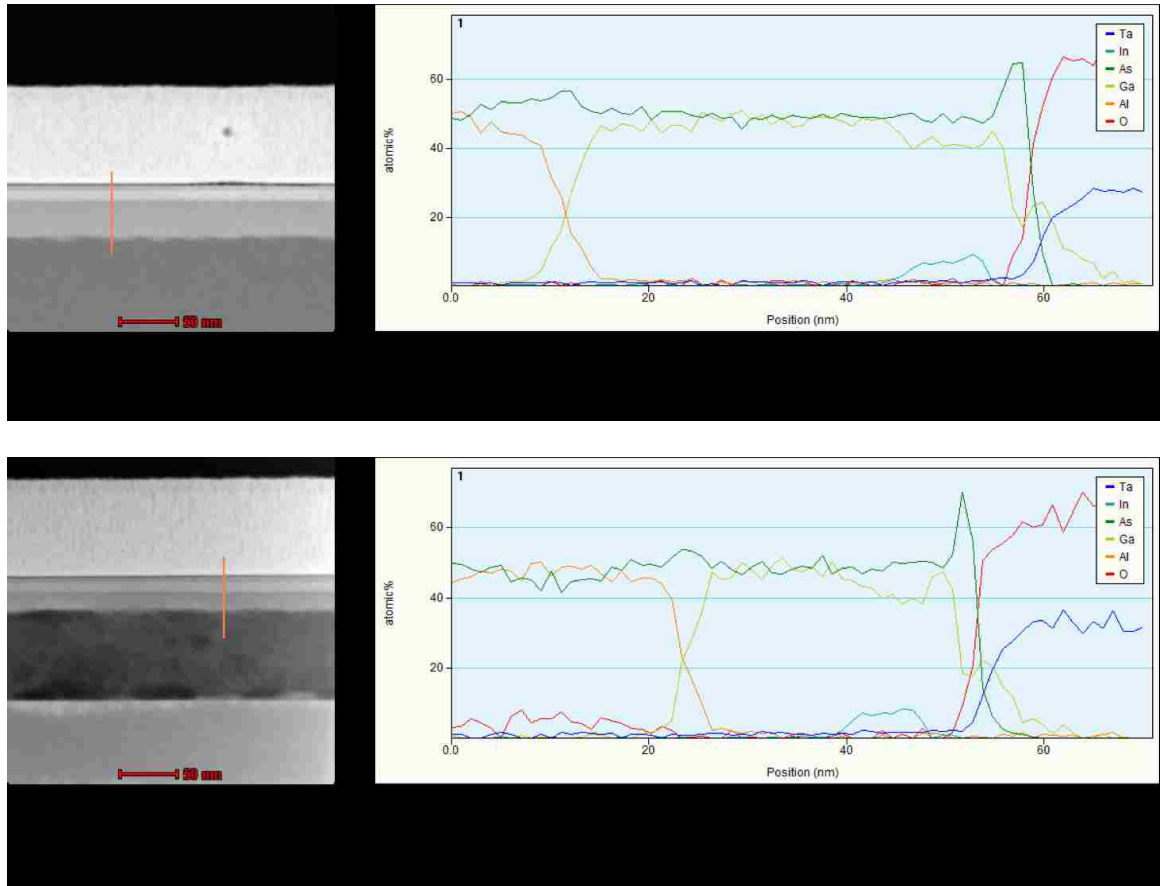 1
Ta
In
As
Ga
Al
O
60
40
20
atomic%
0.0
20
40
60
Position (nm)
50 nm
1
Ta
In
As
Ga
Al
O
60
40
20
atomic%
0.0
20
40
60
Position (nm)
50 nm